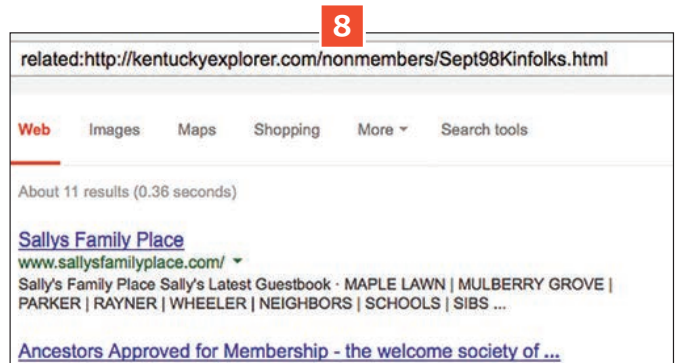 8
related:http://kentuckyexplorer.com/nonmembers/Sept98Kinfolks.html
Web Images Maps Shopping More Search tools
About 11 results (0.36 seconds)
Sallys Family Place
www.sallysfamilyplace.com/
Sally's Family Place Sally's Latest Guestbook · MAPLE LAWN | MULBERRY GROVE |
PARKER | RAYNER | WHEELER | NEIGHBORS | SCHOOLS | SIBS ...
Ancestors Approved for Membership - the welcome society of ...